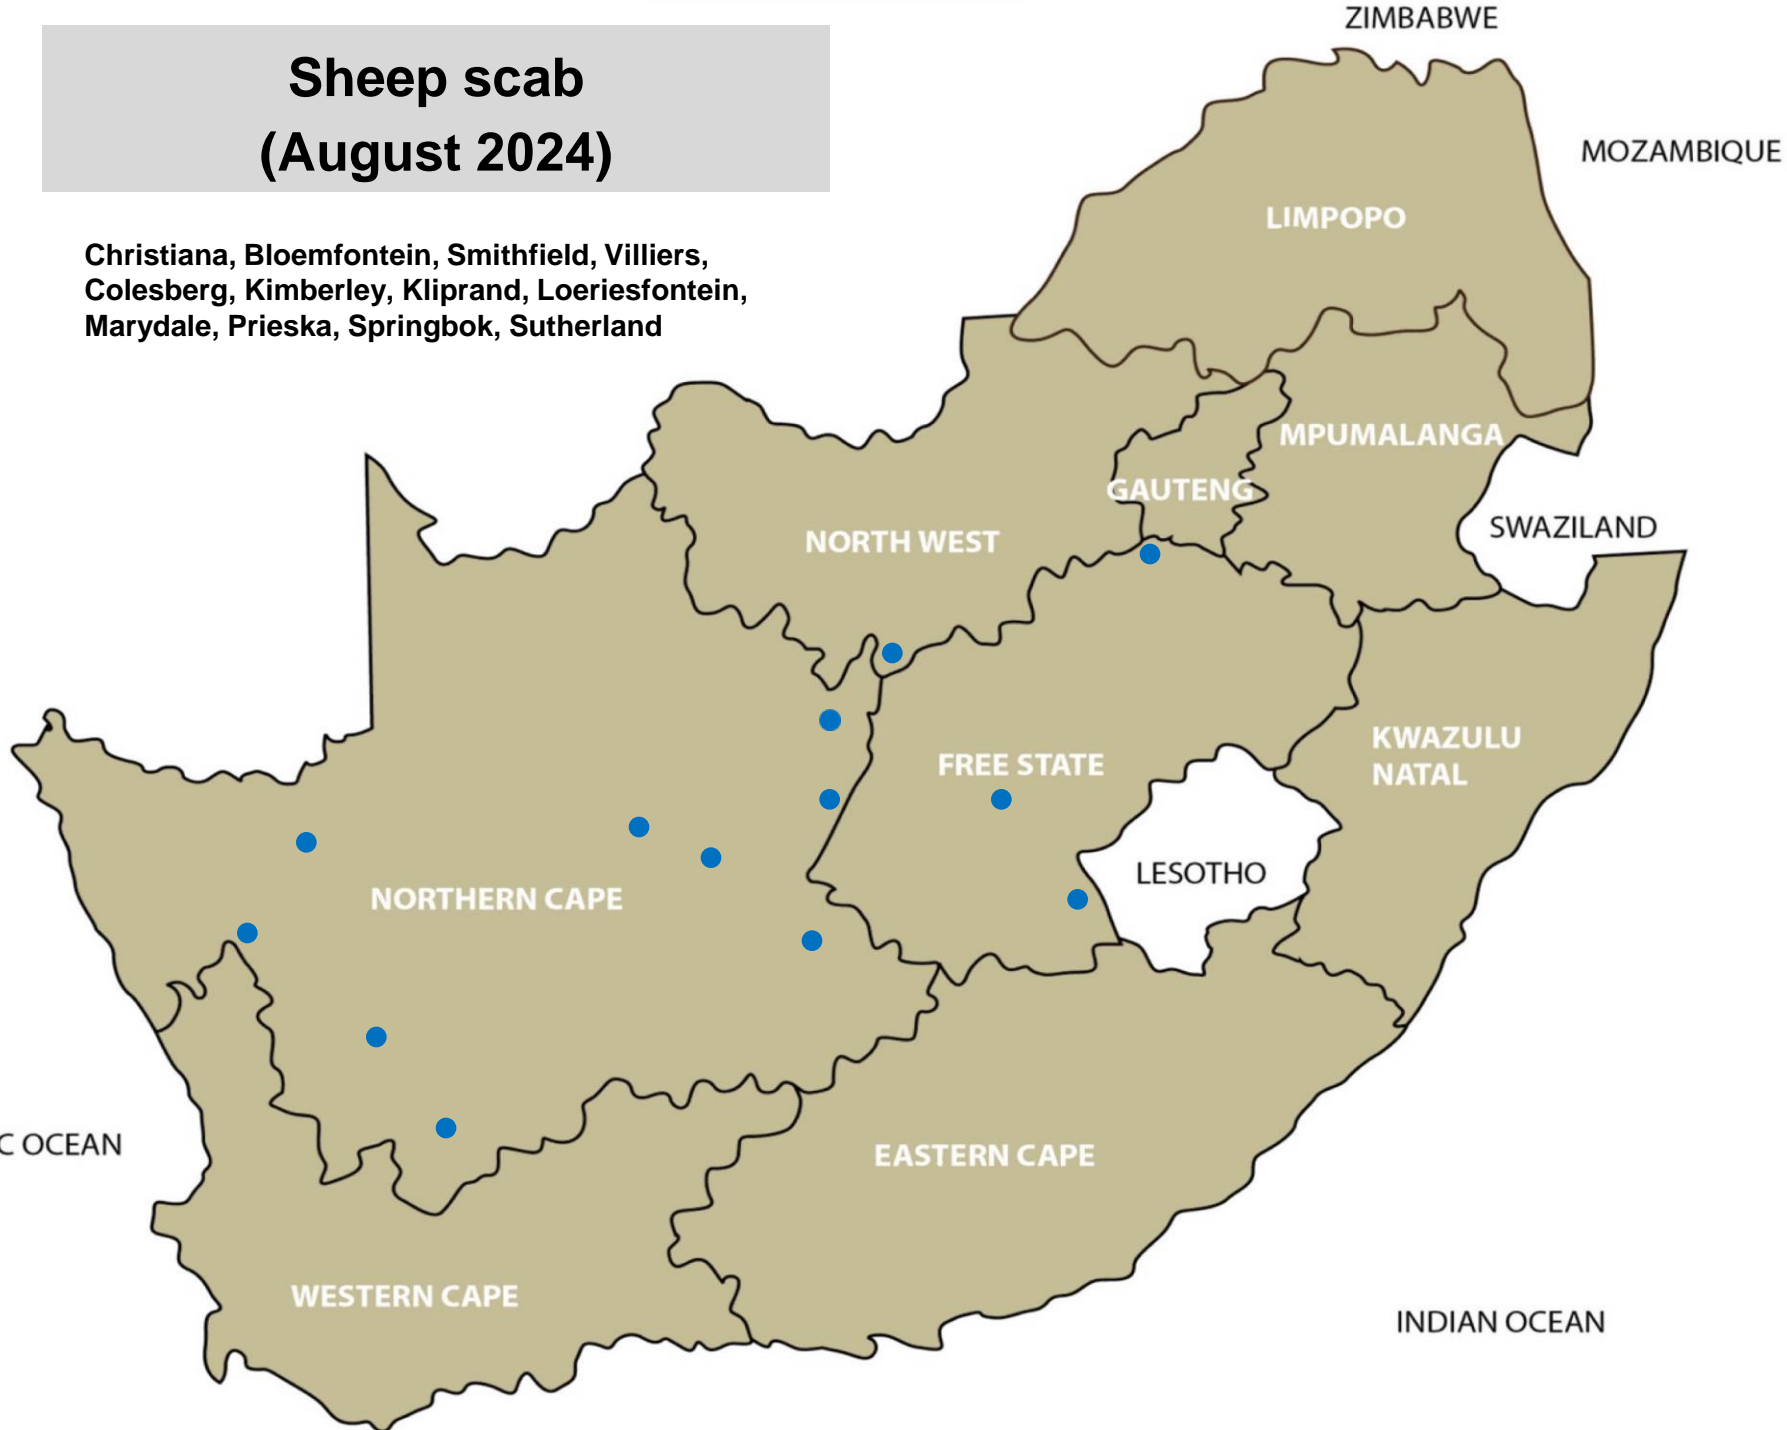 Sheep scab
(August 2024)
Christiana, Bloemfontein, Smithfield, Villiers,
Colesberg, Kimberley, Kliprand, Loeriesfontein,
Marydale, Prieska, Springbok, Sutherland
ZIMBABWE
MOZAMBIQUE
LIMPOPO
MPUMALANGA
GAUTENG
SWAZILAND
NORTH WEST
KWAZULU
NATAL
FREE STATE
LESOTHO
NORTHERN CAPE
C OCEAN
EASTERN CAPE
WESTERN CAPE
INDIAN OCEAN